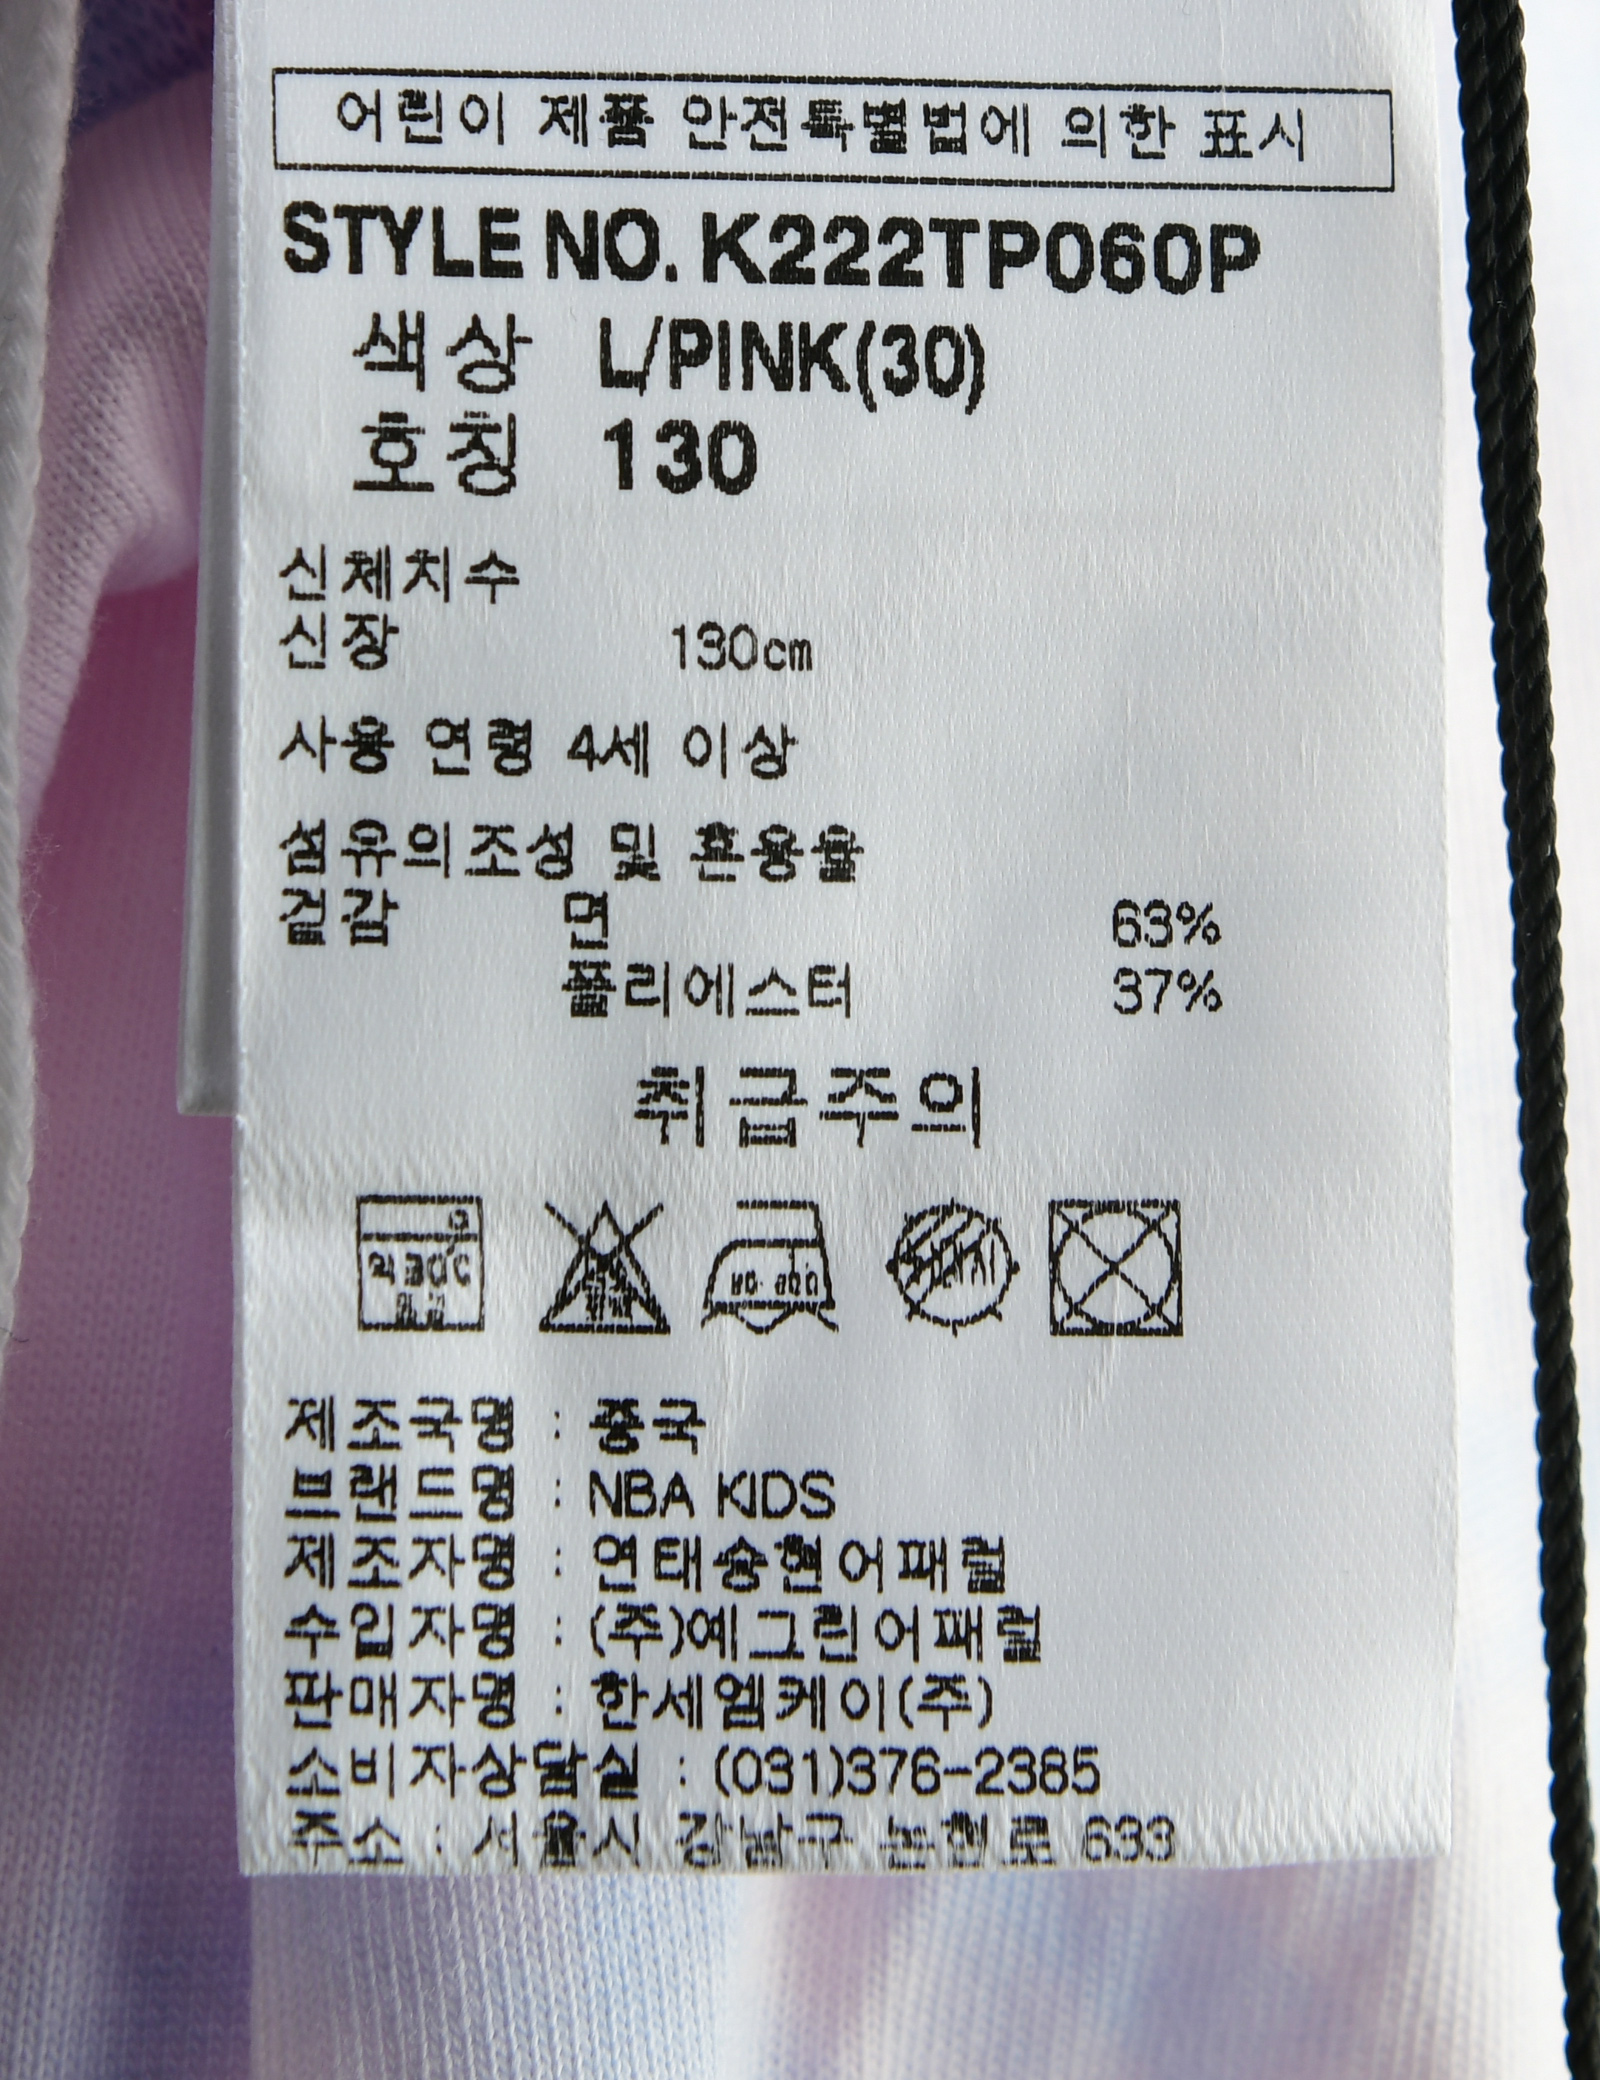 어린이 제품 안전특별법에 의한 표시
STYLE NO. K222TP060P
색상 L/PINK(30)
호칭 130
신체치수
신장 130cm
사용 연령 4세 이상
섬유의조성 및 혼용율
겉감 면 63%
폴리에스터 37%
취급주의
약 30℃
제조국명 : 중국
브랜드명 : NBA KIDS
제조자명 : 연태승현어패럴
수입자명 : (주)예그린어패럴
판매자명 : 한세엠케이(주)
소비자상담실 : (031)376-2385
주소 : 서울시 강남구 논현로 633